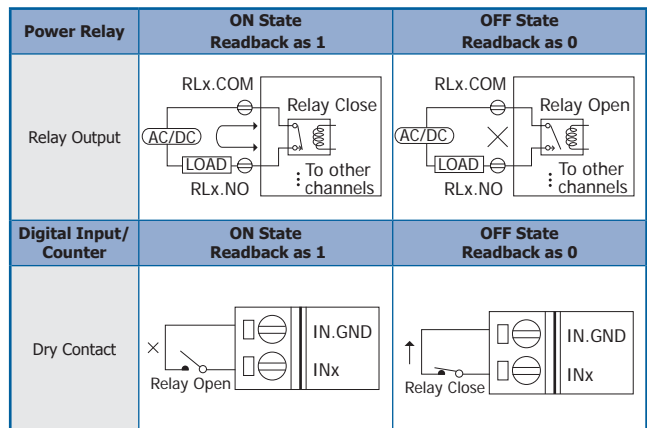 Power Relay
ON State
Readback as 1
OFF State
Readback as 0
Relay Output
RLx.COM
Relay Close
AC/DC
LOAD
RLx.NO
To other
channels
RLx.COM
Relay Open
AC/DC
LOAD
RLx.NO
To other
channels
Digital Input/
Counter
ON State
Readback as 1
OFF State
Readback as 0
Dry Contact
IN.GND
INx
Relay Open
IN.GND
INx
Relay Close